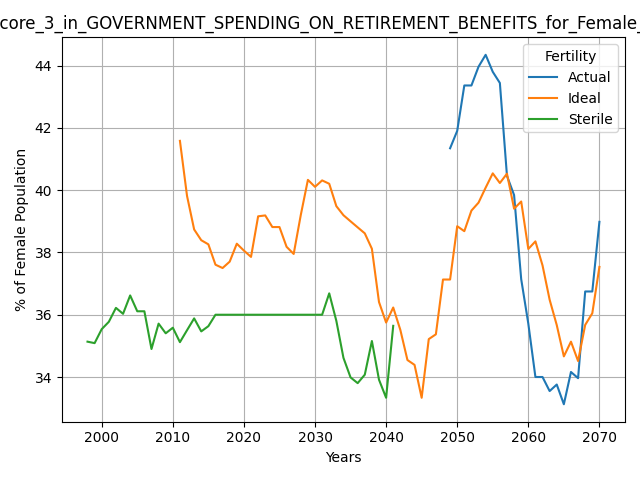 core_3_in_GOVERNMENT_SPENDING_ON_RETIREMENT_BENEFITS_for_Female_
Fertility
Actual
Ideal
Sterile
% of Female Population
44
42
40
38
36
34
2000 2010 2020 2030 2040 2050 2060 2070
Years